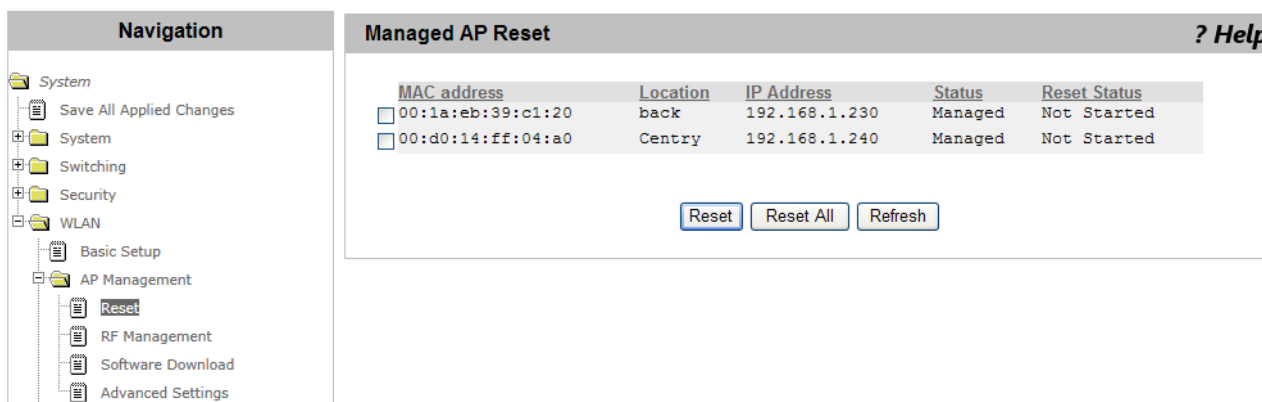 Navigation
System
Save All Applied Changes
System
Switching
Security
WLAN
Basic Setup
AP Management
Reset
RF Management
Software Download
Advanced Settings
Managed AP Reset ? Help
MAC address Location IP Address Status Reset Status
00:1a:eb:39:c1:20 back 192.168.1.230 Managed Not Started
00:d0:14:ff:04:a0 Centry 192.168.1.240 Managed Not Started
Reset Reset All Refresh